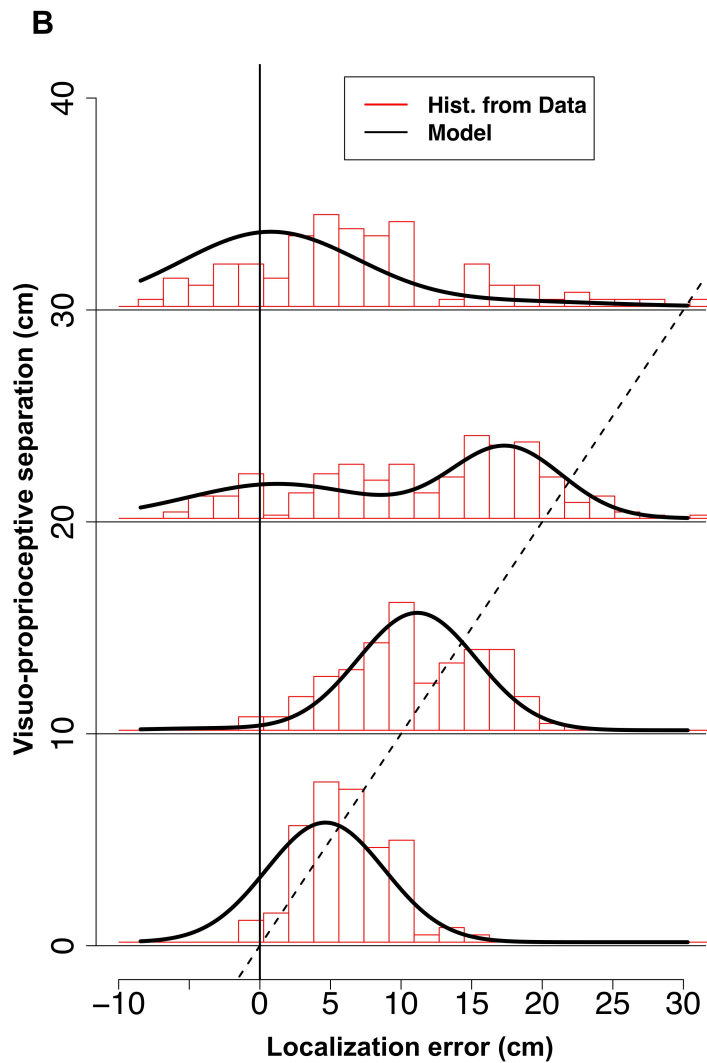 B
Hist. from Data
Model
Visuo-proprioceptive separation (cm)
40
30
20
10
0
−10
0
5
10
15
20
25
30
Localization error (cm)